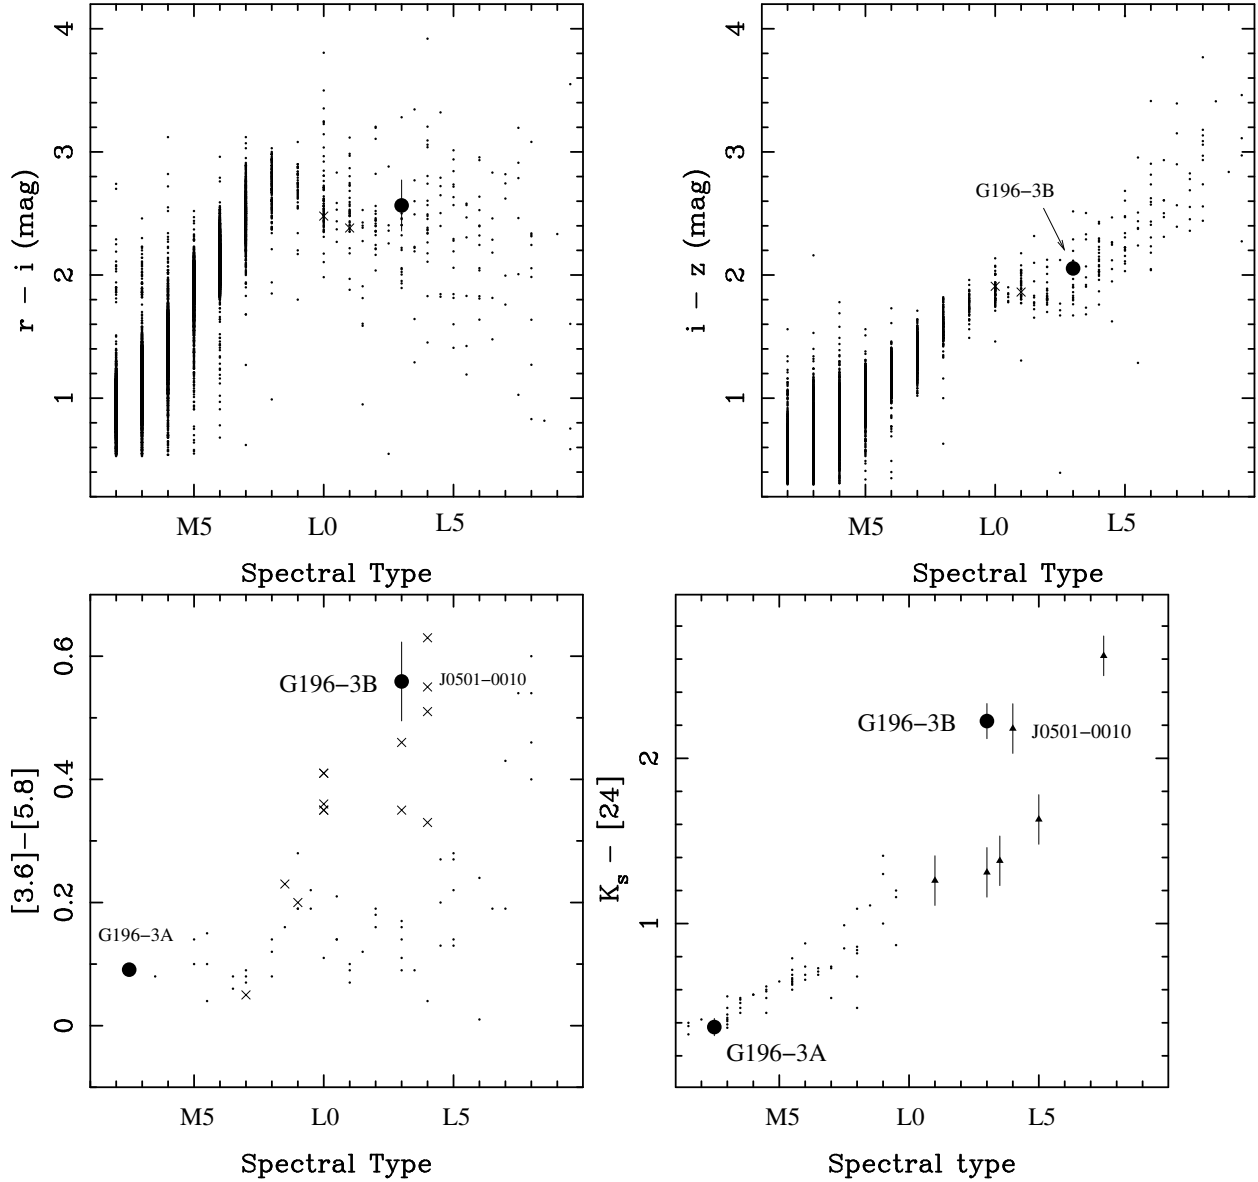 4
3
2
1
r − i (mag)
M5
L0
L5
Spectral Type
4
3
2
1
i − z (mag)
G196−3B
M5
L0
L5
Spectral Type
0.6
0.4
0.2
0
[3.6]−[5.8]
G196−3B
J0501−0010
G196−3A
M5
L0
L5
Spectral Type
2
1
Ks − [24]
G196−3B
J0501−0010
G196−3A
M5
L0
L5
Spectral type